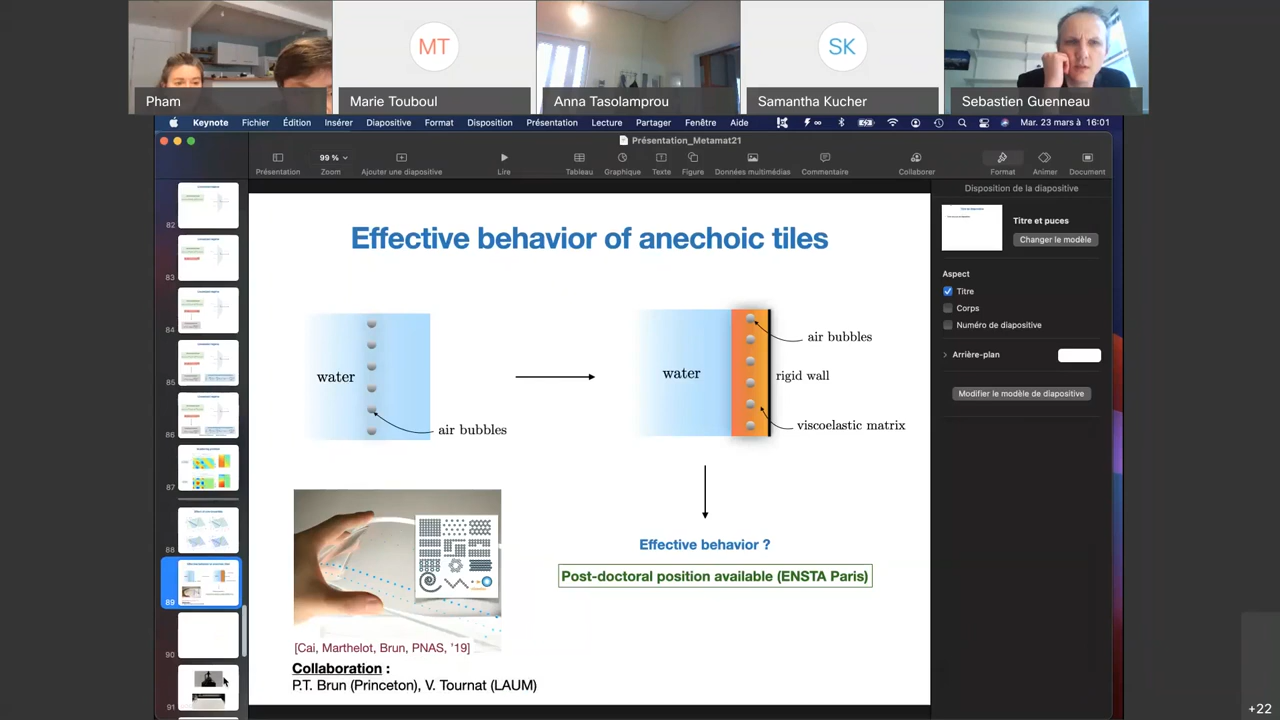 MT
SK
Pham
Marie Touboul
Anna Tasolamprou
Samantha Kucher
Sebastien Guenneau
Keynote Fichier Édition Insérer Diapositive Format Disposition Présentation Lecture Partager Fenêtre Aide Mar. 23 mars à 16:01
Présentation_Metamat21
99 %
Présentation Zoom Ajouter une diapositive Lire Tableau Graphique Texte Figure Données multimédias Commentaire Collaborer Format Animer Document
82
83
84
85
86
87
88
89
90
91
Effective behavior of anechoic tiles
water
air bubbles
water
air bubbles
rigid wall
viscoelastic matrix
Effective behavior ?
Post-doctoral position available (ENSTA Paris)
[Cai, Marthelot, Brun, PNAS, '19]
Collaboration :
P.T. Brun (Princeton), V. Tournat (LAUM)
Disposition de la diapositive
Titre et puces
Changer le modèle
Aspect
Titre
Corps
Numéro de diapositive
Arrière-plan
Modifier le modèle de diapositive
+22